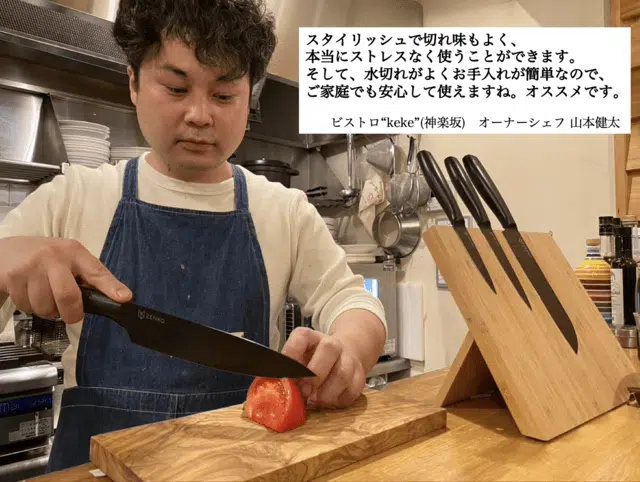 スタイリッシュで切れ味もよく、
本当にストレスなく使うことができます。
そして、水切れがよくお手入れが簡単なので、
ご家庭でも安心して使えますね。オススメです。
ビストロ“keke”(神楽坂)　オーナーシェフ 山本健太